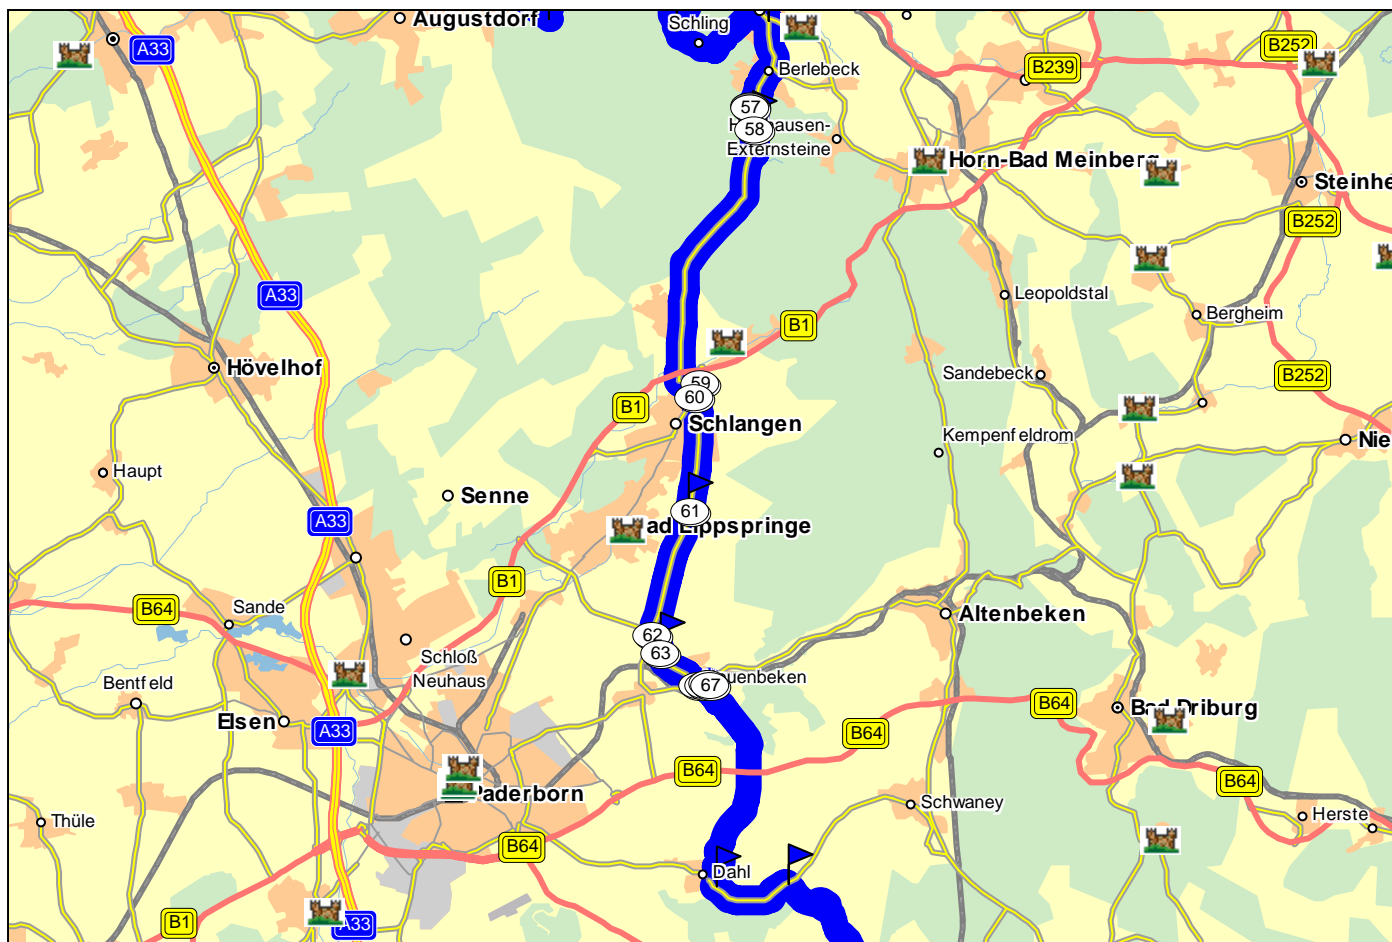 Augustdorf
Schling
B252
A33
Berlebeck
B239
57
58
Externsteine
Horn-Bad Meinberg
Steinhe
B252
A33
Leopoldstal
Bergheim
B1
Hövelhof
Sandebeck
B252
59
60
B1
Schlangen
Kempenfeldrom
Nie
Haupt
Senne
61
A33
ad Lippspringe
B1
B64
Sande
62
Altenbeken
63
Schloß
Neuhaus
Bentfeld
67
uenbeken
B64
Bad Driburg
Elsen
A33
B64
B64
B64
Paderborn
Schwaney
Herste
Thüle
B64
Dahl
B1
A33